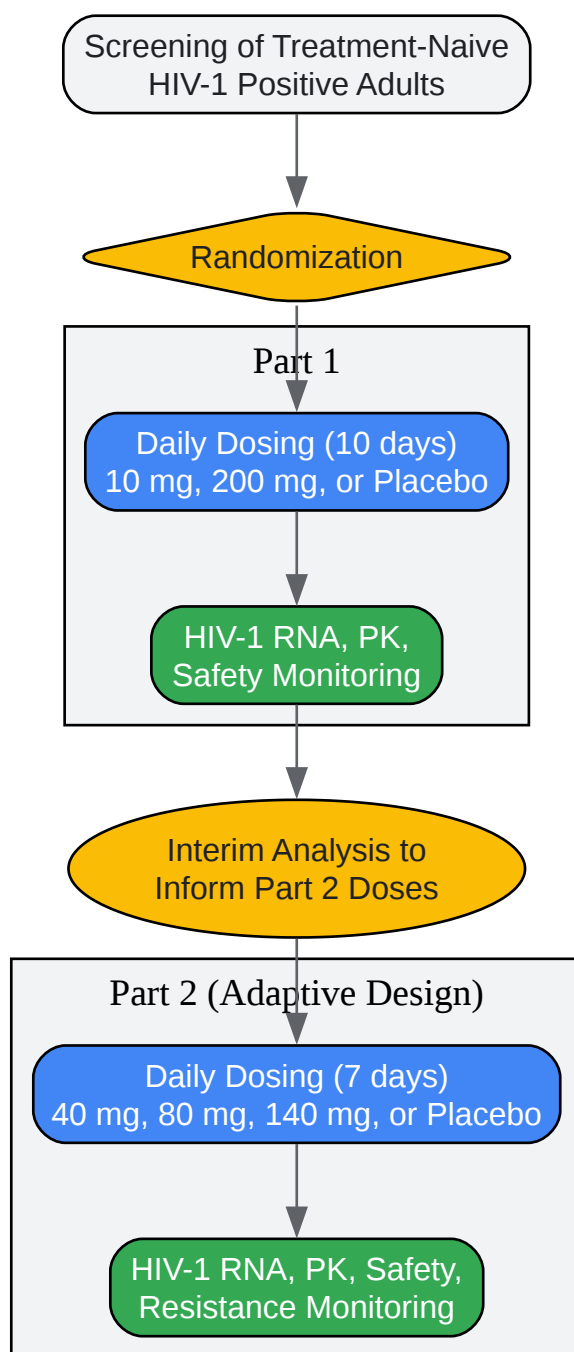 Screening of Treatment-Naive
HIV-1 Positive Adults
Randomization
Part 1
Daily Dosing (10 days)
10 mg, 200 mg, or Placebo
HIV-1 RNA, PK,
Safety Monitoring
Interim Analysis to
Inform Part 2 Doses
Part 2 (Adaptive Design)
Daily Dosing (7 days)
40 mg, 80 mg, 140 mg, or Placebo
HIV-1 RNA, PK, Safety,
Resistance Monitoring